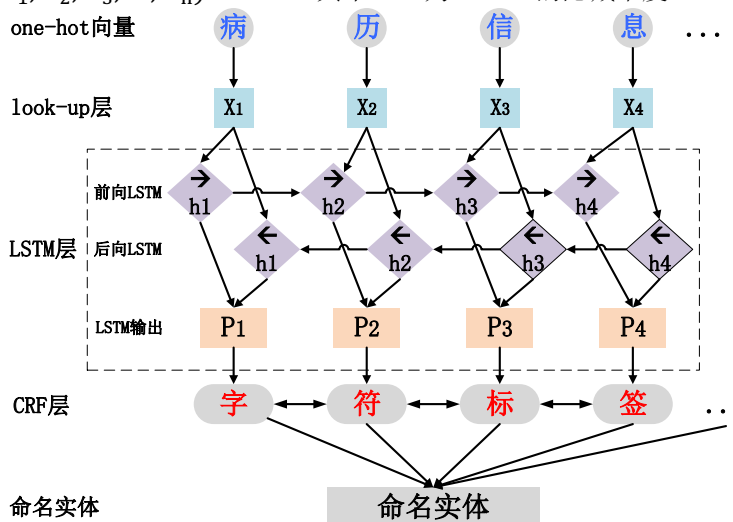 one-hot向量 病 历 信 息 ...
look-up层 X1 X2 X3 X4
前向LSTM → h1 → h2 → h3 → h4
LSTM层 后向LSTM ← h1 ← h2 ← h3 ← h4
LSTM输出 P1 P2 P3 P4
CRF层 字 符 标 签 ..
命名实体 命名实体